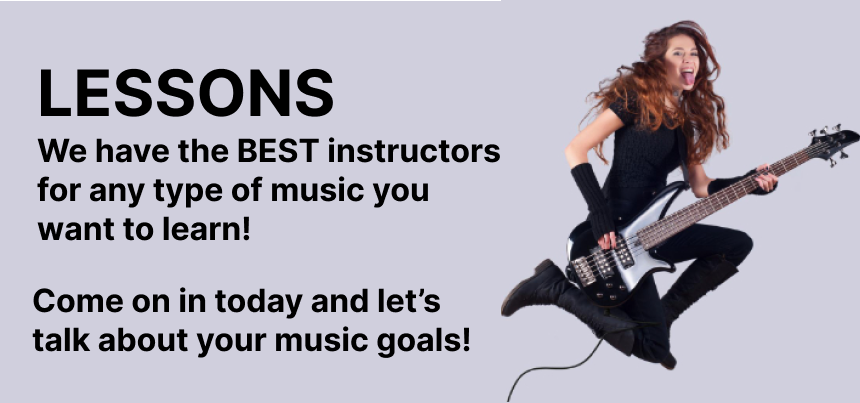 LESSONS
We have the BEST instructors
for any type of music you
want to learn!
Come on in today and let’s
talk about your music goals!